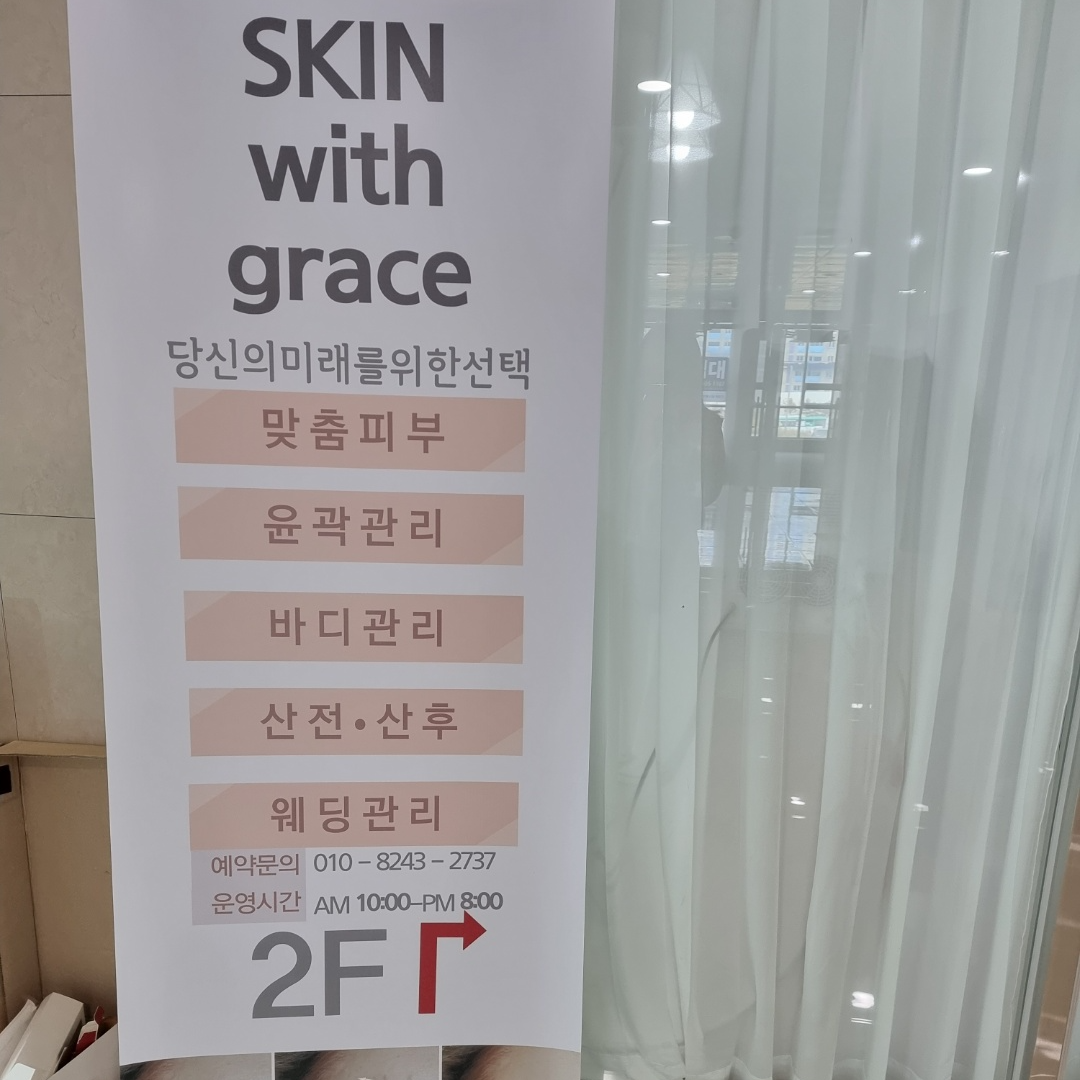 SKIN
with
grace
당신의미래를위한선택
맞춤피부
윤곽관리
바디관리
산전•산후
웨딩관리
예약문의 010 - 8243 - 2737
운영시간 AM 10:00-PM 8:00
2F